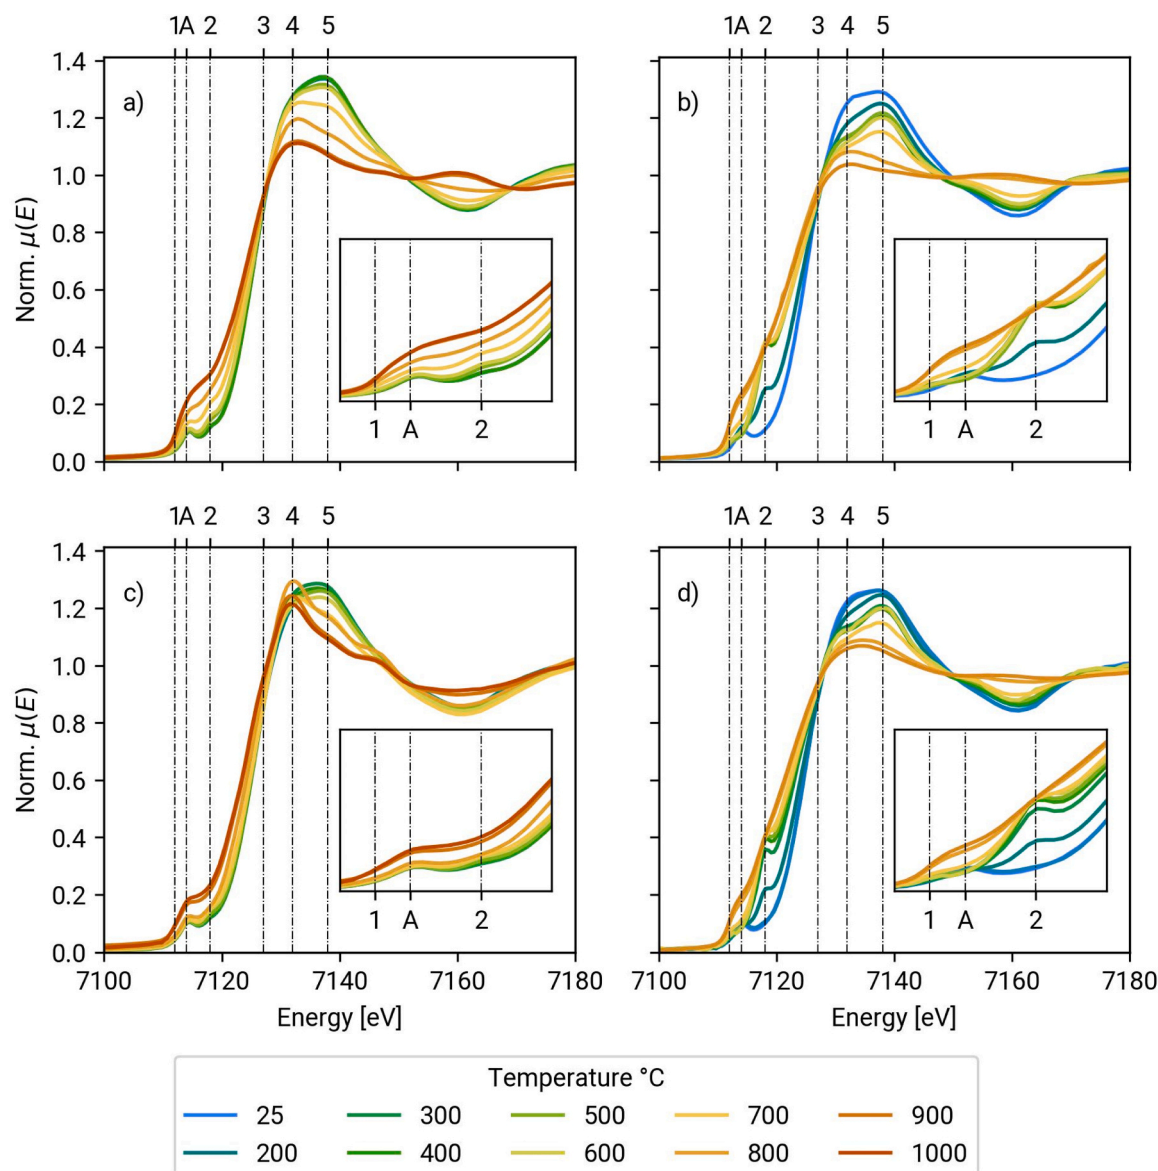 1A 2 3 4 5 1A 2 3 4 5
1.4
a) b)
1.2
1.0
0.8
Norm. μ(E)
0.6
0.4
0.2
1 A 2 1 A 2
0.0
1A 2 3 4 5 1A 2 3 4 5
1.4
c) d)
1.2
1.0
0.8
Norm. μ(E)
0.6
0.4
0.2
1 A 2 1 A 2
0.0
7100 7120 7140 7160 7180 7100 7120 7140 7160 7180
Energy [eV] Energy [eV]
Temperature °C
25 300 500 700 900
200 400 600 800 1000